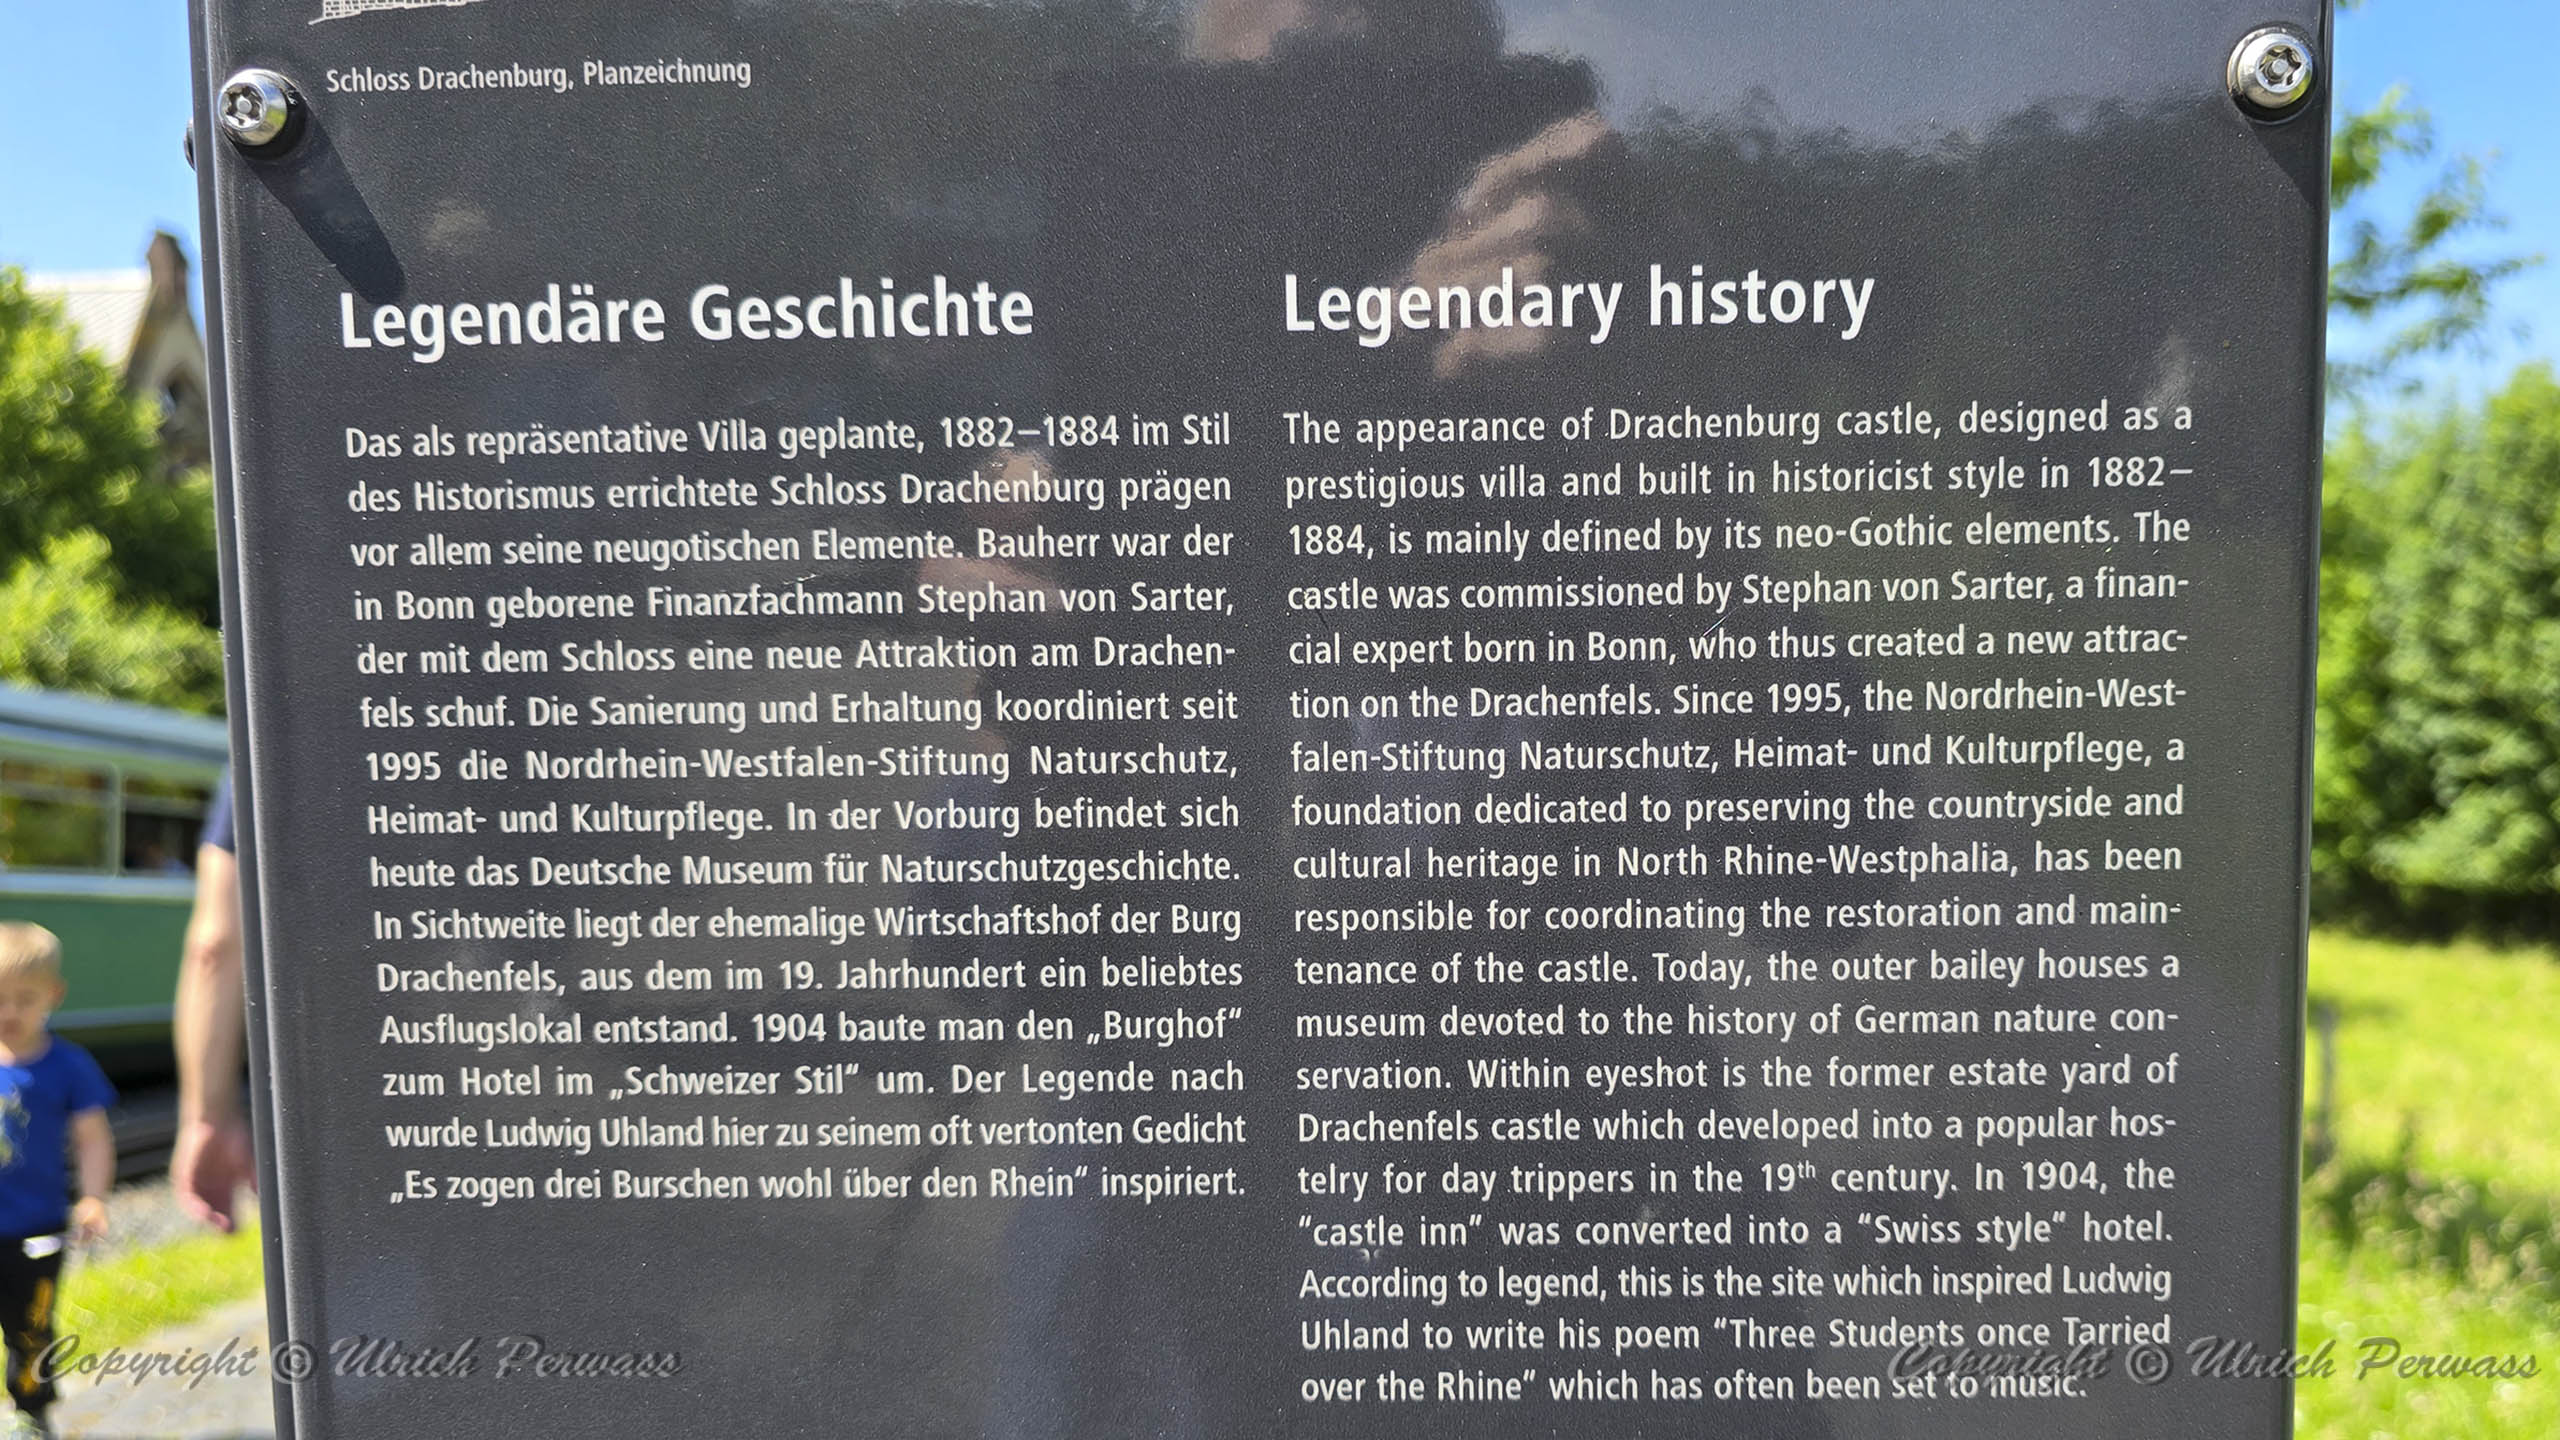 Schloss Drachenburg, Planzeichnung
Legendäre Geschichte
Das als repräsentative Villa geplante, 1882–1884 im Stil
des Historismus errichtete Schloss Drachenburg prägen
vor allem seine neugotischen Elemente. Bauherr war der
in Bonn geborene Finanzfachmann Stephan von Sarter,
der mit dem Schloss eine neue Attraktion am Drachen-
fels schuf. Die Sanierung und Erhaltung koordiniert seit
1995 die Nordrhein-Westfalen-Stiftung Naturschutz,
Heimat- und Kulturpflege. In der Vorburg befindet sich
heute das Deutsche Museum für Naturschutzgeschichte.
In Sichtweite liegt der ehemalige Wirtschaftshof der Burg
Drachenfels, aus dem im 19. Jahrhundert ein beliebtes
Ausflugslokal entstand. 1904 baute man den „Burghof“
zum Hotel im „Schweizer Stil“ um. Der Legende nach
wurde Ludwig Uhland hier zu seinem oft vertonten Gedicht
„Es zogen drei Burschen wohl über den Rhein“ inspiriert.
Legendary history
The appearance of Drachenburg castle, designed as a
prestigious villa and built in historicist style in 1882–
1884, is mainly defined by its neo-Gothic elements. The
castle was commissioned by Stephan von Sarter, a finan-
cial expert born in Bonn, who thus created a new attrac-
tion on the Drachenfels. Since 1995, the Nordrhein-West-
falen-Stiftung Naturschutz, Heimat- und Kulturpflege, a
foundation dedicated to preserving the countryside and
cultural heritage in North Rhine-Westphalia, has been
responsible for coordinating the restoration and main-
tenance of the castle. Today, the outer bailey houses a
museum devoted to the history of German nature con-
servation. Within eyeshot is the former estate yard of
Drachenfels castle which developed into a popular hos-
telry for day trippers in the 19th century. In 1904, the
“castle inn” was converted into a “Swiss style” hotel.
According to legend, this is the site which inspired Ludwig
Uhland to write his poem “Three Students once Tarried
over the Rhine” which has often been set to music.
Copyright © Ulrich Perwass
Copyright © Ulrich Perwass